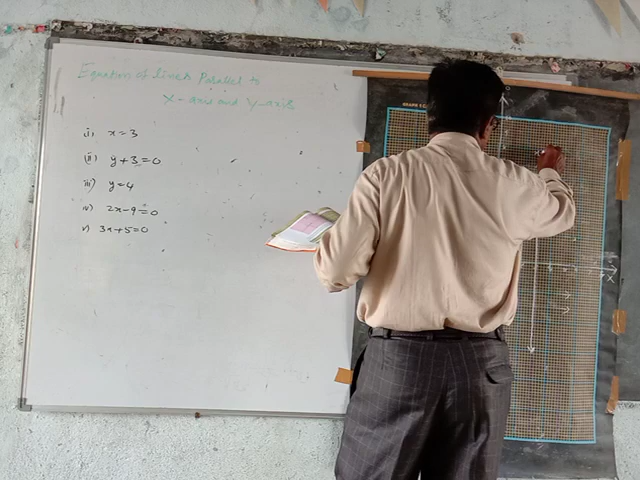 Equation of Lines Parallel to
X-axis and Y-axis
i) x=3
(ii) y+3=0
iii) y=4
iv) 2x-9=0
v) 3x+5=0
GRAPH
X